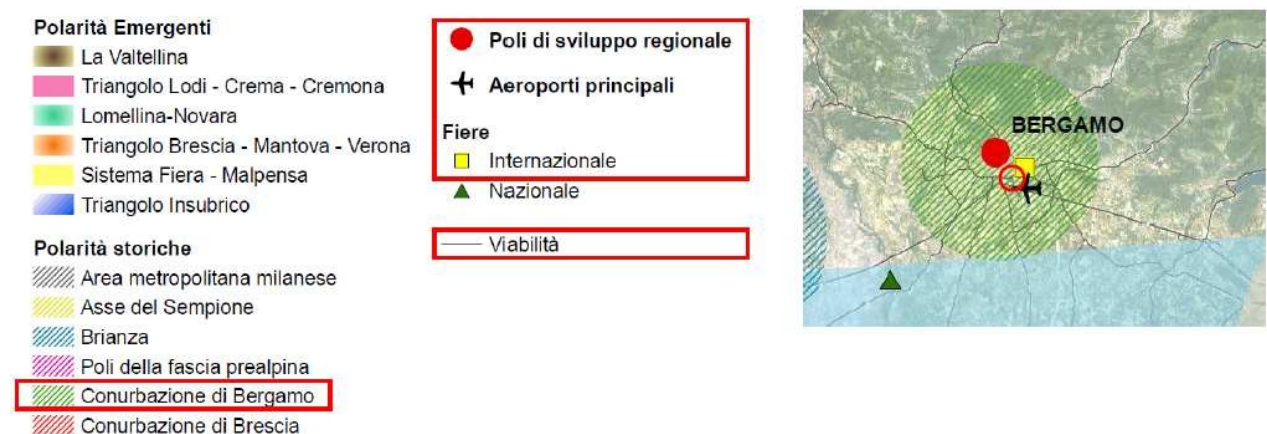 Polarità Emergenti
La Valtellina
Triangolo Lodi - Crema - Cremona
Lomellina-Novara
Triangolo Brescia - Mantova - Verona
Sistema Fiera - Malpensa
Triangolo Insubrico
Polarità storiche
Area metropolitana milanese
Asse del Sempione
Brianza
Poli della fascia prealpina
Conurbazione di Bergamo
Conurbazione di Brescia
Poli di sviluppo regionale
Aeroporti principali
Fiere
Internazionale
Nazionale
Viabilità
BERGAMO